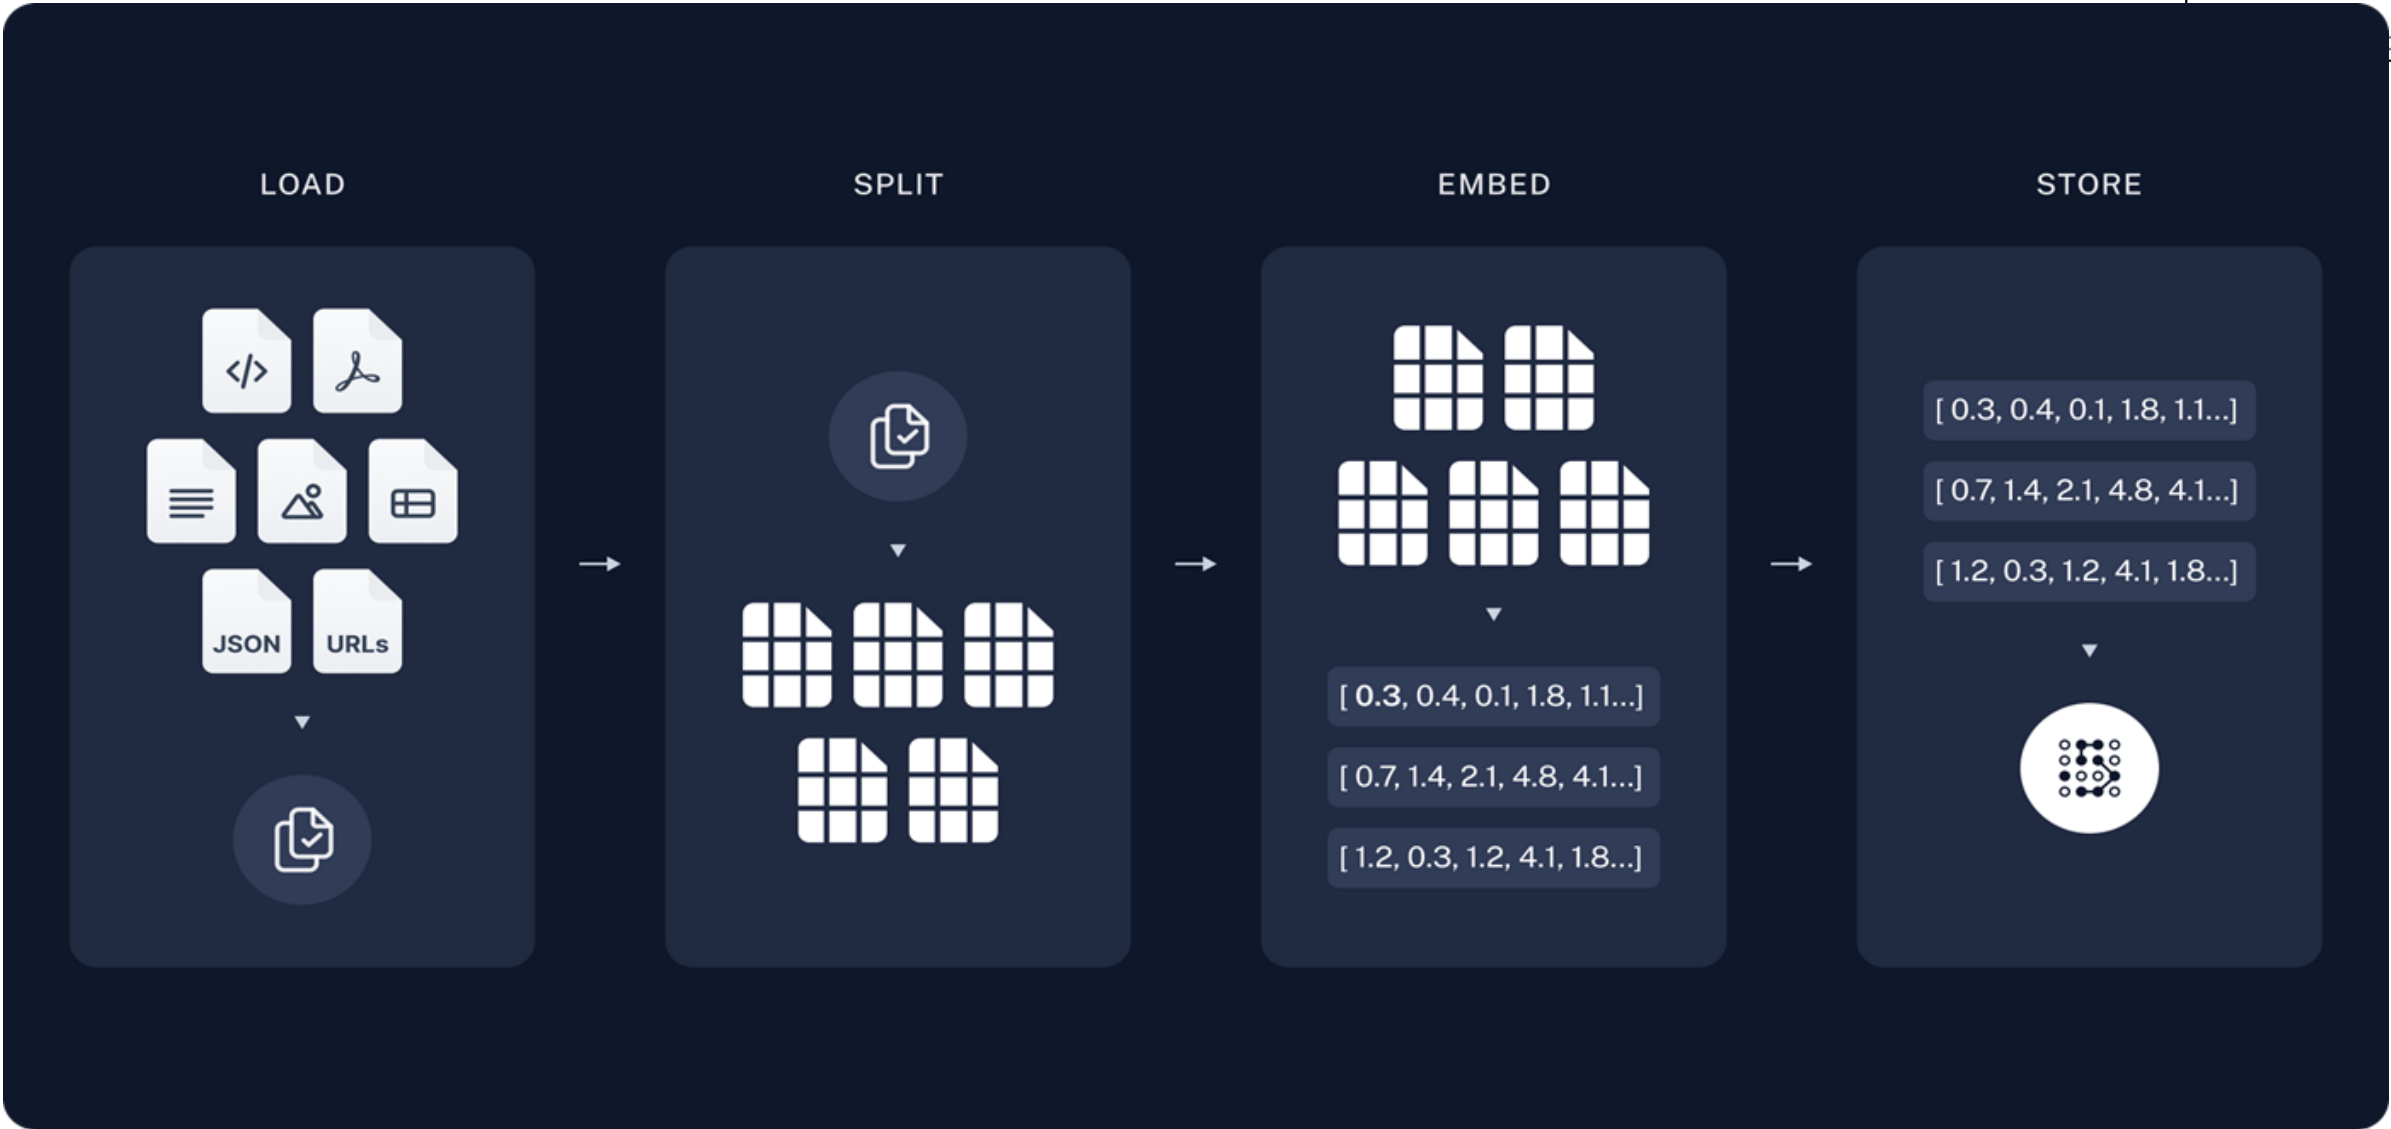 LOAD
JSON
URLs
SPLIT
EMBED
[ 0.3, 0.4, 0.1, 1.8, 1.1...]
[ 0.7, 1.4, 2.1, 4.8, 4.1...]
[ 1.2, 0.3, 1.2, 4.1, 1.8...]
STORE
[ 0.3, 0.4, 0.1, 1.8, 1.1...]
[ 0.7, 1.4, 2.1, 4.8, 4.1...]
[ 1.2, 0.3, 1.2, 4.1, 1.8...]